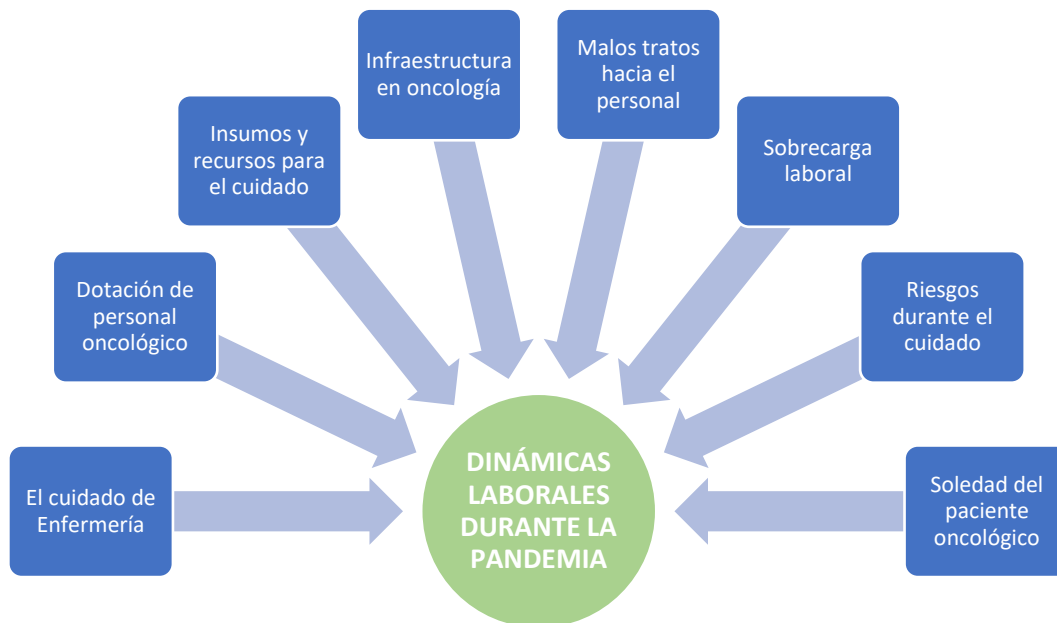 Infraestructura
en oncología
Malos tratos
hacia el
personal
Insumos y
recursos para
el cuidado
Sobrecarga
laboral
Dotación de
personal
oncológico
Riesgos
durante el
cuidado
El cuidado de
Enfermería
DINÁMICAS
LABORALES
DURANTE LA
PANDEMIA
Soledad del
paciente
oncológico